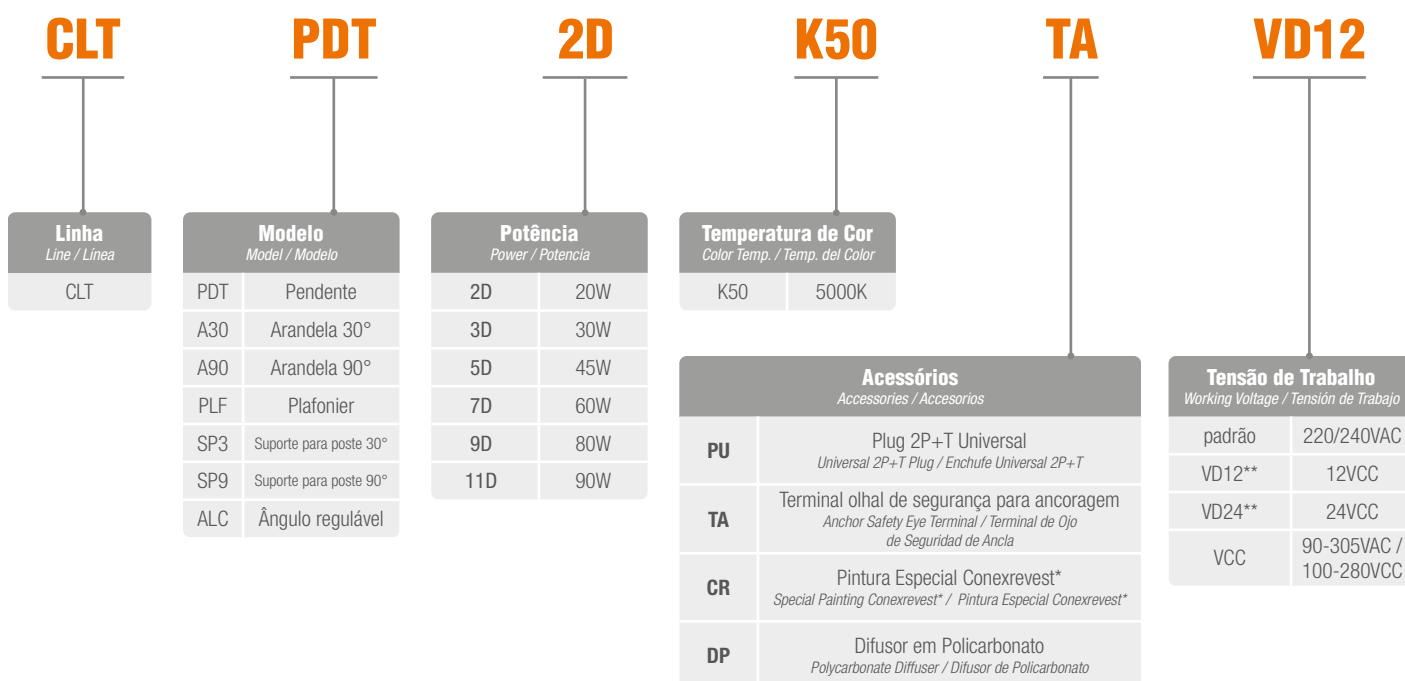 CLT PDT 2D K50 TA VD12
Linha
Line / Línea
CLT
Modelo
Model / Modelo
PDT Pendente
A30 Arandela 30°
A90 Arandela 90°
PLF Plafonier
SP3 Suporte para poste 30°
SP9 Suporte para poste 90°
ALC Ângulo regulável
Potência
Power / Potencia
2D 20W
3D 30W
5D 45W
7D 60W
9D 80W
11D 90W
Temperatura de Cor
Color Temp. / Temp. del Color
K50 5000K
Acessórios
Accessories / Accesorios
PU Plug 2P+T Universal
Universal 2P+T Plug / Enchufe Universal 2P+T
TA Terminal olhal de segurança para ancoragem
Anchor Safety Eye Terminal / Terminal de Ojo
de Seguridad de Ancla
CR Pintura Especial Conexrevest*
Special Painting Conexrevest* / Pintura Especial Conexrevest*
DP Difusor em Policarbonato
Polycarbonate Diffuser / Difusor de Policarbonato
Tensão de Trabalho
Working Voltage / Tensión de Trabajo
padrão 220/240VAC
VD12** 12VCC
VD24** 24VCC
VCC 90-305VAC /
100-280VCC